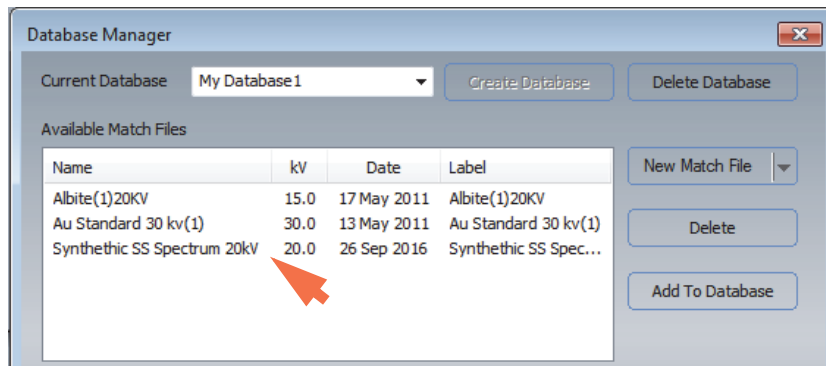 Database Manager
Current Database My Database1 Create Database Delete Database
Available Match Files
Name kV Date Label New Match File
Albite(1)20KV 15.0 17 May 2011 Albite(1)20KV
Au Standard 30 kv(1) 30.0 13 May 2011 Au Standard 30 kv(1) Delete
Synthethic SS Spectrum 20kV 20.0 26 Sep 2016 Synthethic SS Spec...
Add To Database